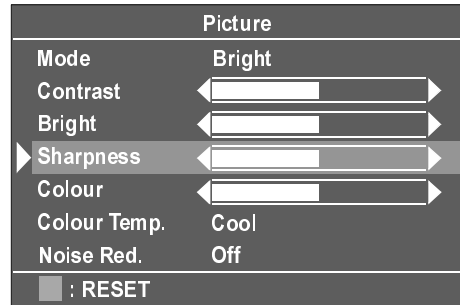 Picture
Mode Bright
Contrast
Bright
Sharpness
Colour
Colour Temp. Cool
Noise Red. Off
: RESET